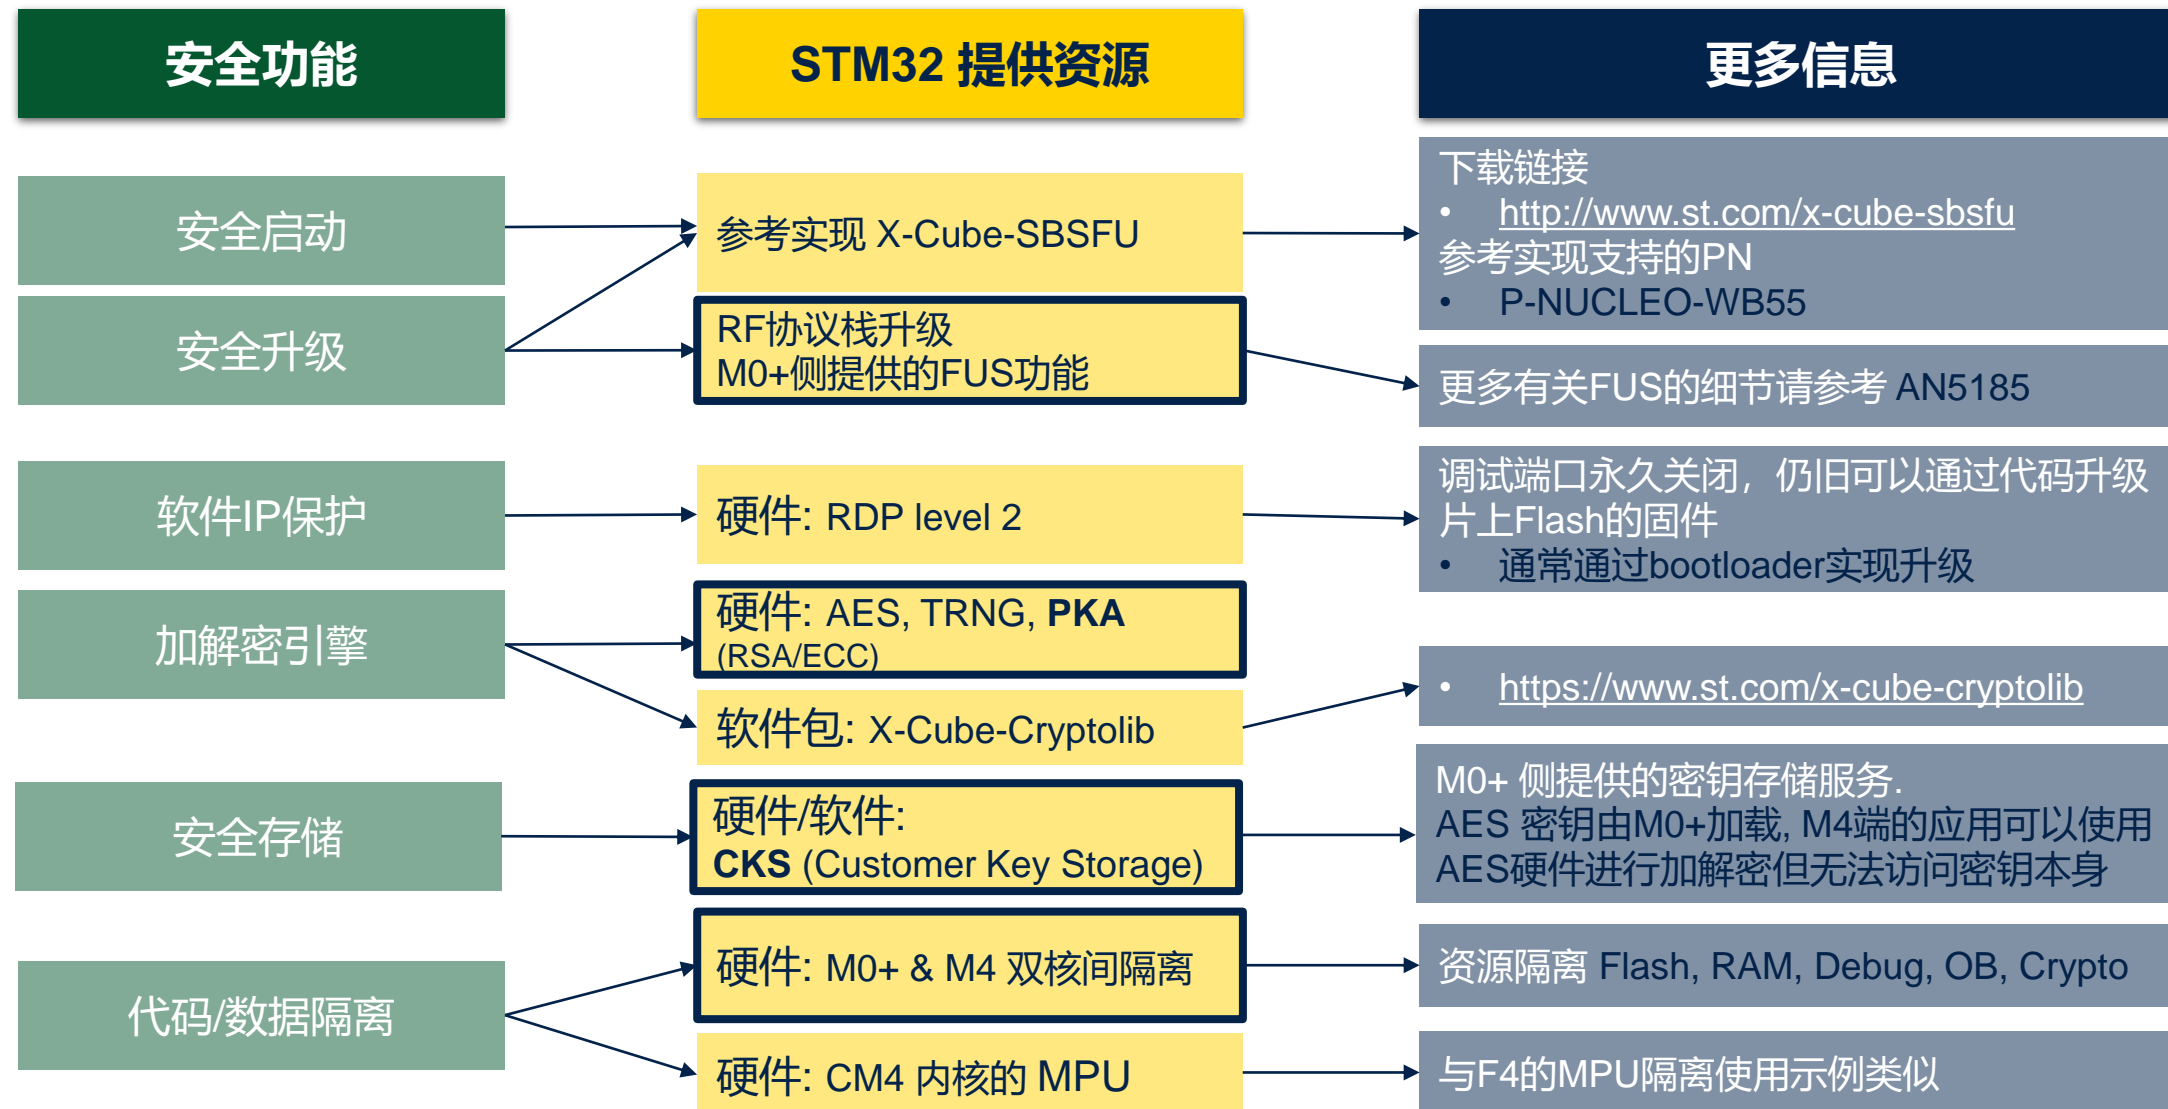 安全功能
STM32 提供资源
更多信息
安全启动
安全升级
软件IP保护
加解密引擎
安全存储
代码/数据隔离
参考实现 X-Cube-SBSFU
RF协议栈升级
M0+侧提供的FUS功能
硬件: RDP level 2
硬件: AES, TRNG, PKA
(RSA/ECC)
软件包: X-Cube-Cryptolib
硬件/软件:
CKS (Customer Key Storage)
硬件: M0+ & M4 双核间隔离
硬件: CM4 内核的 MPU
下载链接
• http://www.st.com/x-cube-sbsfu
参考实现支持的PN
• P-NUCLEO-WB55
更多有关FUS的细节请参考 AN5185
调试端口永久关闭，仍旧可以通过代码升级
片上Flash的固件
• 通常通过bootloader实现升级
• https://www.st.com/x-cube-cryptolib
M0+ 侧提供的密钥存储服务.
AES 密钥由M0+加载, M4端的应用可以使用
AES硬件进行加解密但无法访问密钥本身
资源隔离 Flash, RAM, Debug, OB, Crypto
与F4的MPU隔离使用示例类似